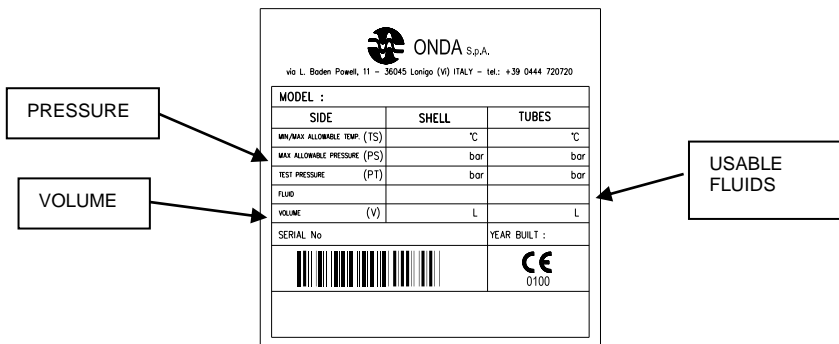 ONDA S.p.A.
via L. Baden Powell, 11 - 36045 Lonigo (VI) ITALY - tel.: +39 0444 720720
MODEL :
SIDE SHELL TUBES
MIN/MAX ALLOWABLE TEMP. (TS) °C °C
MAX ALLOWABLE PRESSURE (PS) bar bar
TEST PRESSURE (PT) bar bar
FLUID
VOLUME (V) L L
SERIAL No YEAR BUILT :
CE
0100
PRESSURE
VOLUME
USABLE
FLUIDS